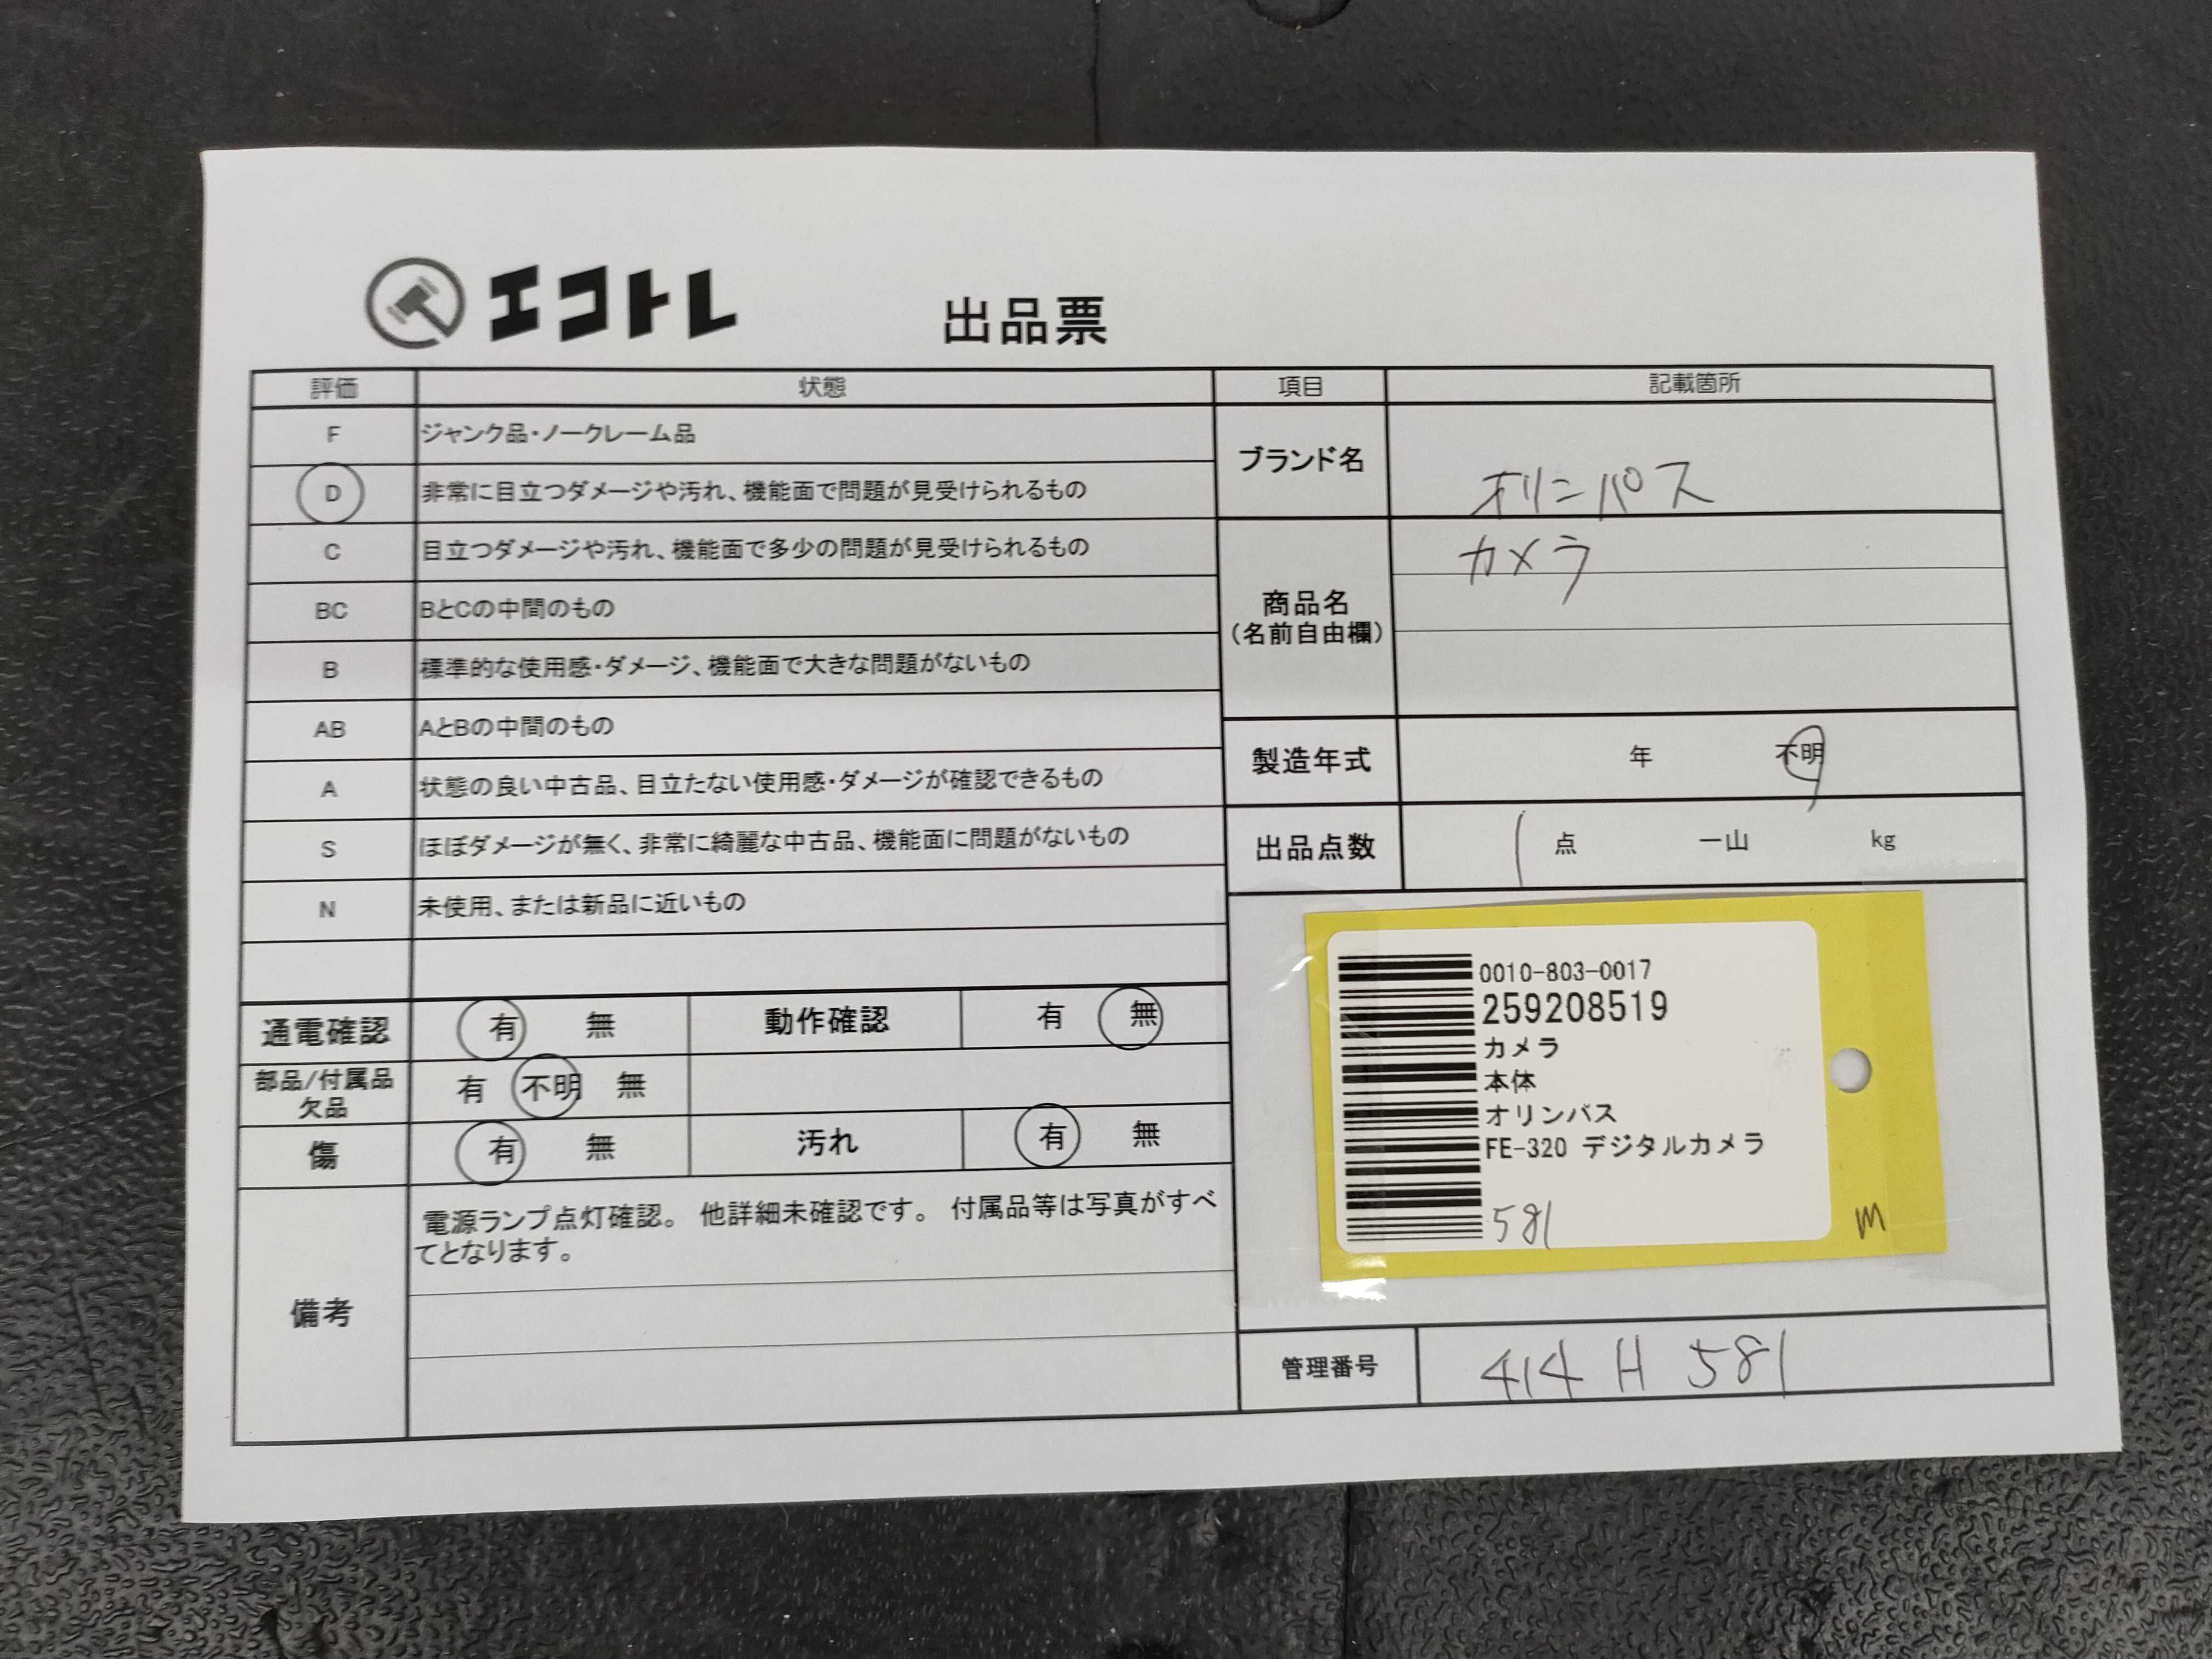 エコトレ
出品票
評価 状態
F ジャンク品・ノークレーム品
D 非常に目立つダメージや汚れ、機能面で問題が見受けられるもの
C 目立つダメージや汚れ、機能面で多少の問題が見受けられるもの
BC BとCの中間のもの
B 標準的な使用感・ダメージ、機能面で大きな問題がないもの
AB AとBの中間のもの
A 状態の良い中古品、目立たない使用感・ダメージが確認できるもの
S ほぼダメージが無く、非常に綺麗な中古品、機能面に問題がないもの
N 未使用、または新品に近いもの
通電確認 有 無 動作確認 有 無
部品/付属品
欠品
有 不明 無
傷 有 無 汚れ 有 無
備考
電源ランプ点灯確認。 他詳細未確認です。 付属品等は写真がすべ
てとなります。
項目 記載箇所
ブランド名 オリンパス
商品名
(名前自由欄)
カメラ
製造年式 年 不明
出品点数 1 点 一山 kg
0010-803-0017
259208519
カメラ
本体
オリンバス
FE-320 デジタルカメラ
581 M
管理番号 414 H 581